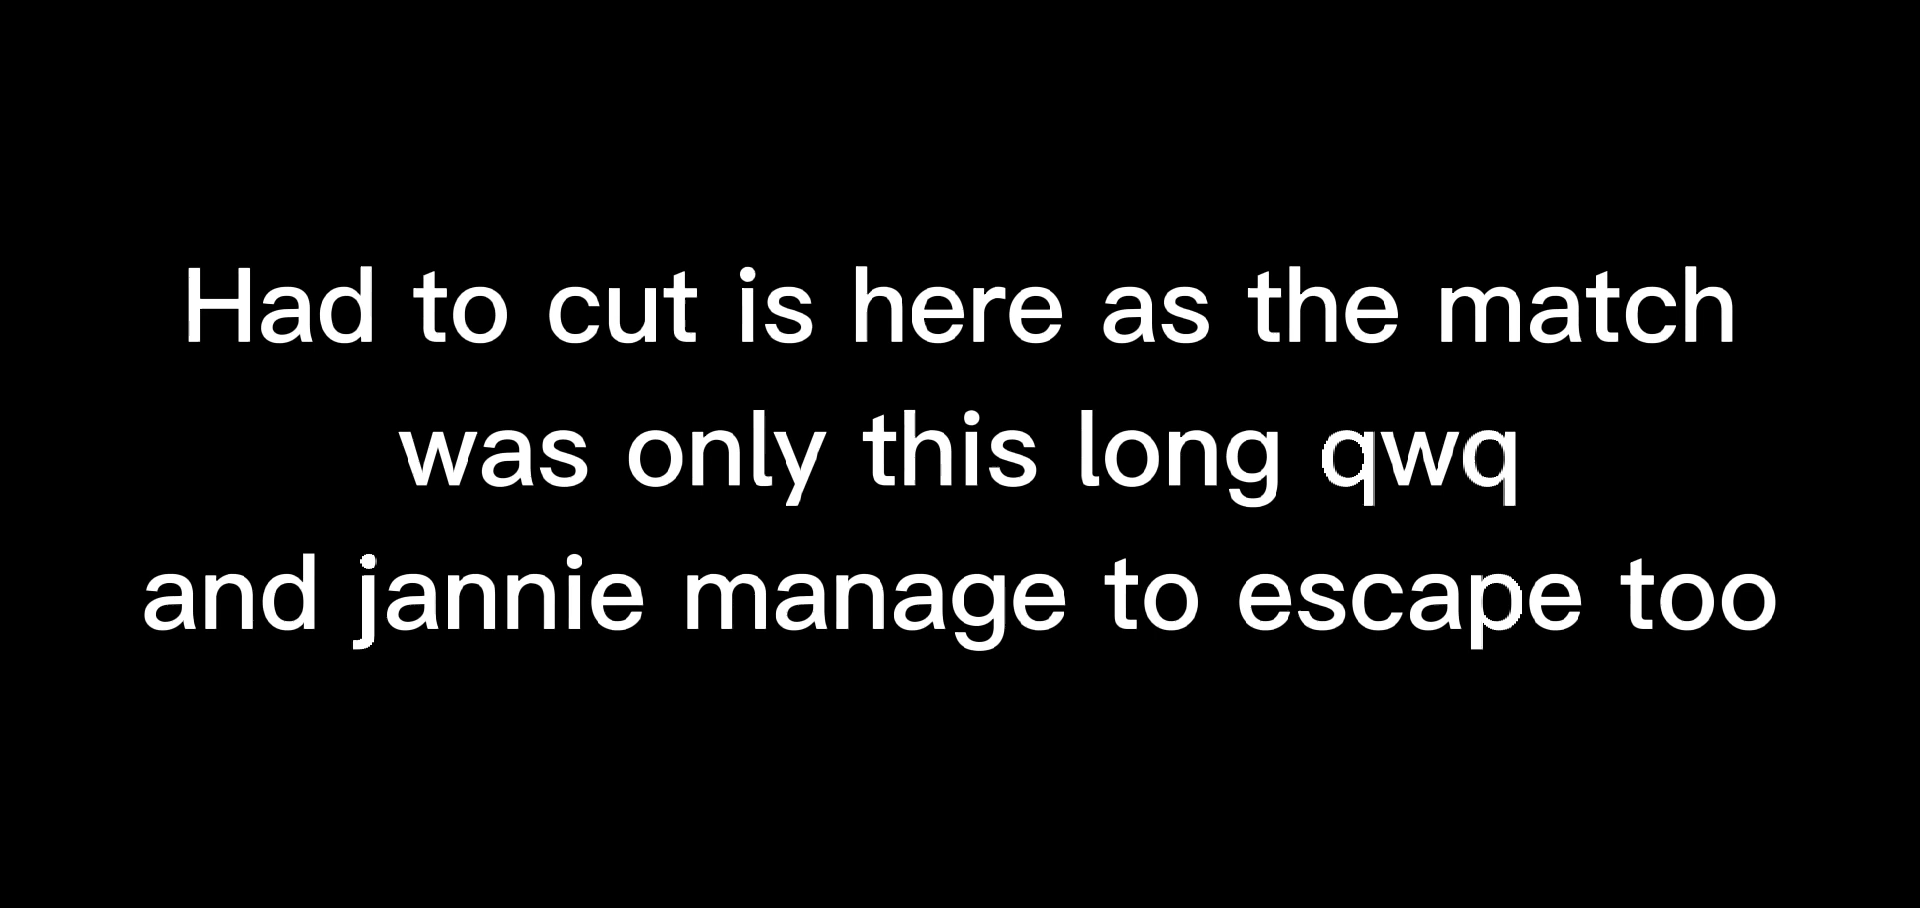 Had to cut is here as the match
was only this long qwq
and jannie manage to escape too